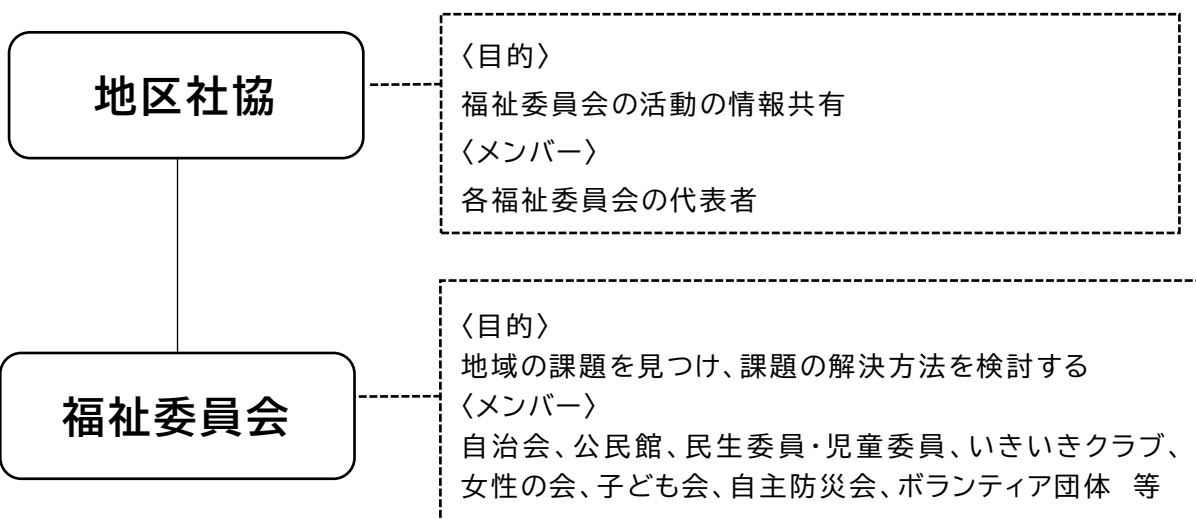 地区社協
〈目的〉
福祉委員会の活動の情報共有
〈メンバー〉
各福祉委員会の代表者
福祉委員会
〈目的〉
地域の課題を見つけ、課題の解決方法を検討する
〈メンバー〉
自治会、公民館、民生委員・児童委員、いきいきクラブ、
女性の会、子ども会、自主防災会、ボランティア団体　等